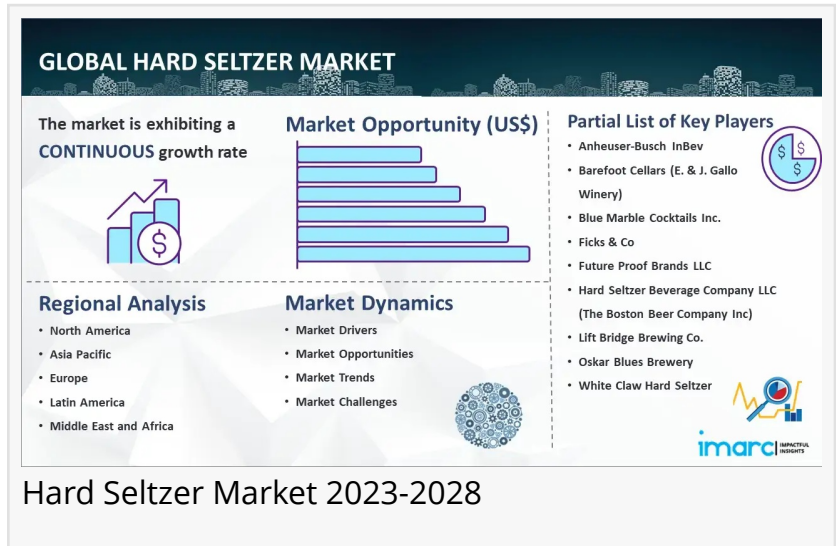 GLOBAL HARD SELTZER MARKET
The market is exhibiting a
CONTINUOUS growth rate
$
Market Opportunity (US$)
Regional Analysis
• North America
• Asia Pacific
• Europe
• Latin America
• Middle East and Africa
Market Dynamics
• Market Drivers
• Market Opportunities
• Market Trends
• Market Challenges
Partial List of Key Players
$ $
$
• Anheuser-Busch InBev
• Barefoot Cellars (E. & J. Gallo
Winery)
• Blue Marble Cocktails Inc.
• Ficks & Co
• Future Proof Brands LLC
• Hard Seltzer Beverage Company LLC
(The Boston Beer Company Inc)
• Lift Bridge Brewing Co.
• Oskar Blues Brewery
• White Claw Hard Seltzer
imarc IMPACTFUL
INSIGHTS
Hard Seltzer Market 2023-2028